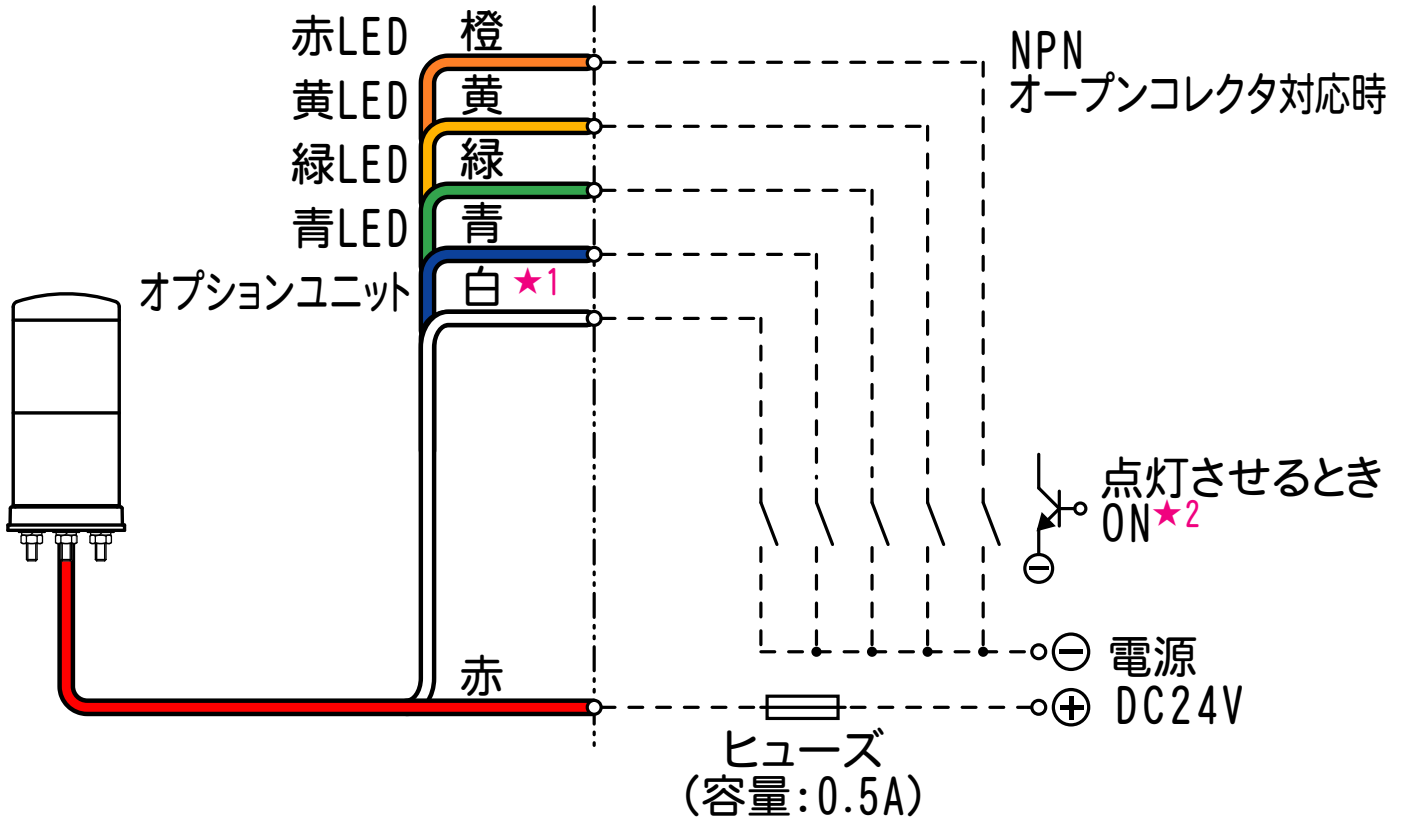 赤LED 橙
黄LED 黄
緑LED 緑
青LED 青
オプションユニット 白 ★1
NPN
オープンコレクタ対応時
点灯させるとき
ON★2
赤
電源
DC24V
ヒューズ
(容量:0.5A)